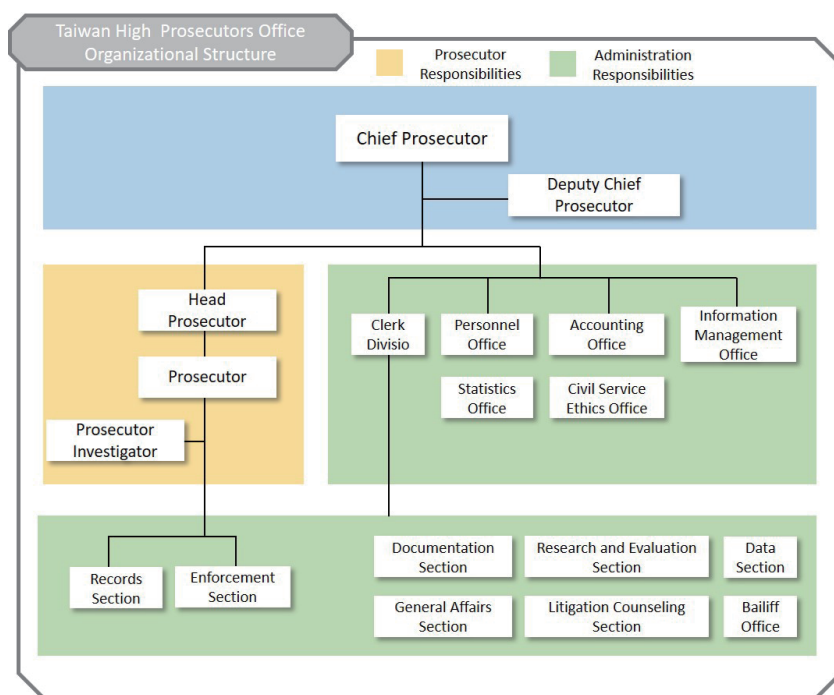 Taiwan High Prosecutors Office
Organizational Structure
Prosecutor
Responsibilities
Administration
Responsibilities
Chief Prosecutor
Deputy Chief
Prosecutor
Head
Prosecutor
Prosecutor
Prosecutor
Investigator
Clerk
Divisio
Personnel
Office
Accounting
Office
Information
Management
Office
Statistics
Office
Civil Service
Ethics Office
Records
Section
Enforcement
Section
Documentation
Section
Research and Evaluation
Section
Data
Section
General Affairs
Section
Litigation Counseling
Section
Bailiff
Office